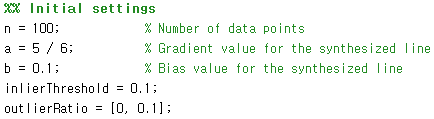 %% Initial settings
n = 100; % Number of data points
a = 5 / 6; % Gradient value for the synthesized line
b = 0.1; % Bias value for the synthesized line
inlierThreshold = 0.1;
outlierRatio = [0, 0.1];